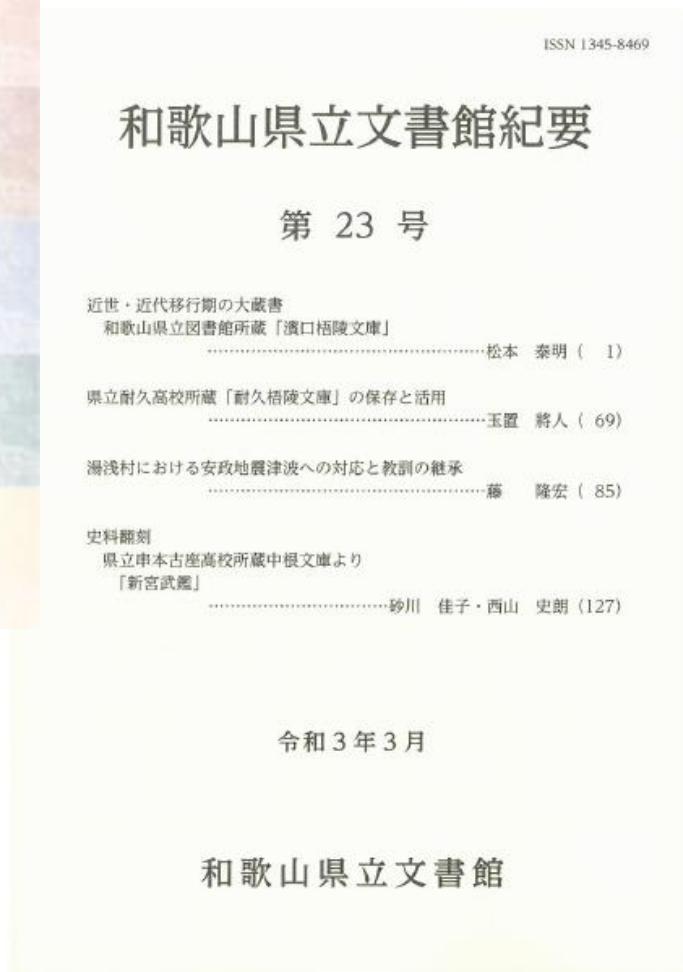 ISSN 1345-8469
和歌山県立文書館紀要
第 23 号
近世・近代移行期の大蔵書
和歌山県立図書館所蔵「濱口梧陵文庫」
……………………………………………松本 泰明 ( 1)
県立耐久高校所蔵「耐久梧陵文庫」の保存と活用
……………………………………………玉置 將人 ( 69)
湯浅村における安政地震津波への対応と教訓の継承
……………………………………………藤 隆宏 ( 85)
史料翻刻
県立串本古座高校所蔵中根文庫より
「新宮武鑑」
……………………………砂川 佳子・西山 史朗 (127)
令和3年3月
和歌山県立文書館